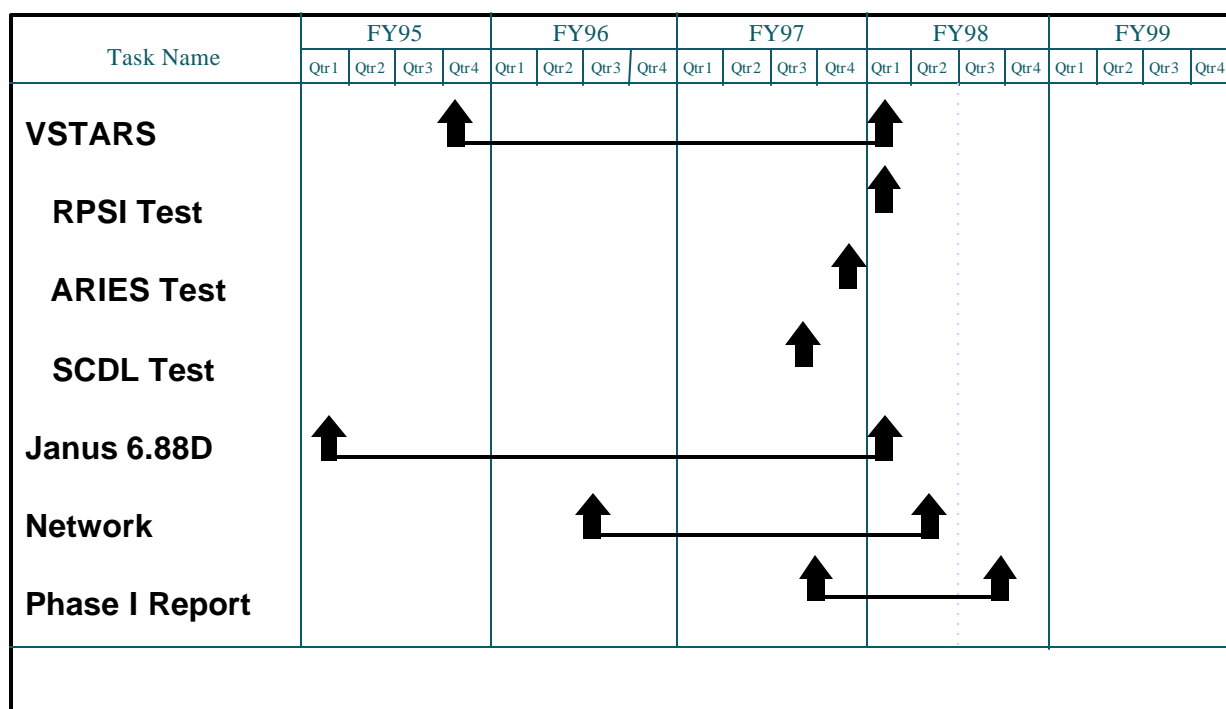 Task Name FY95 FY96 FY97 FY98 FY99
Qtr1 Qtr2 Qtr3 Qtr4 Qtr1 Qtr2 Qtr3 Qtr4 Qtr1 Qtr2 Qtr3 Qtr4 Qtr1 Qtr2 Qtr3 Qtr4 Qtr1 Qtr2 Qtr3 Qtr4
VSTARS
RPSI Test
ARIES Test
SCDL Test
Janus 6.88D
Network
Phase I Report